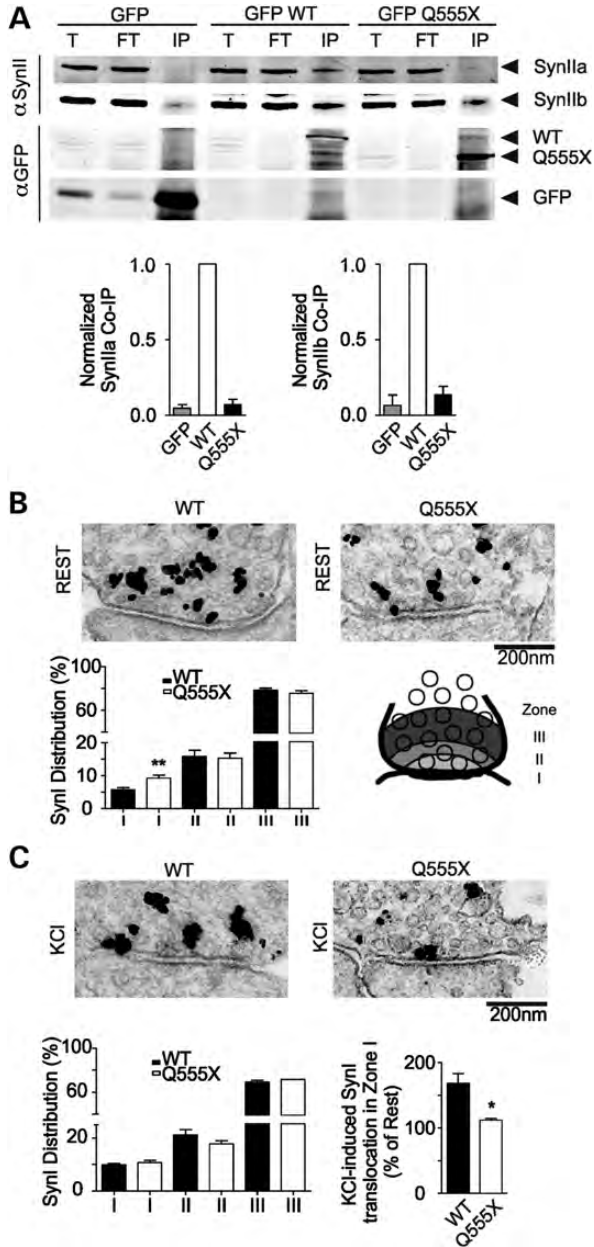 A
GFP GFP WT GFP Q555X
T FT IP T FT IP T FT IP
αSynII
SynIIa
SynIIb
αGFP
WT
Q555X
GFP
Normalized SynIIa Co-IP
1.0
0.5
0.0
GFP WT Q555X
Normalized SynIIb Co-IP
1.0
0.5
0.0
GFP WT Q555X
B
WT Q555X
REST REST
200nm
SynI Distribution (%)
100
60
20
10
0
WT
Q555X
**
I I II II III III
Zone
III
II
I
C
WT Q555X
KCl KCl
200nm
SynI Distribution (%)
100
60
20
10
0
WT
Q555X
I I II II III III
KCl-induced SynI translocation in Zone I (% of Rest)
200
150
100
50
0
*
WT Q555X